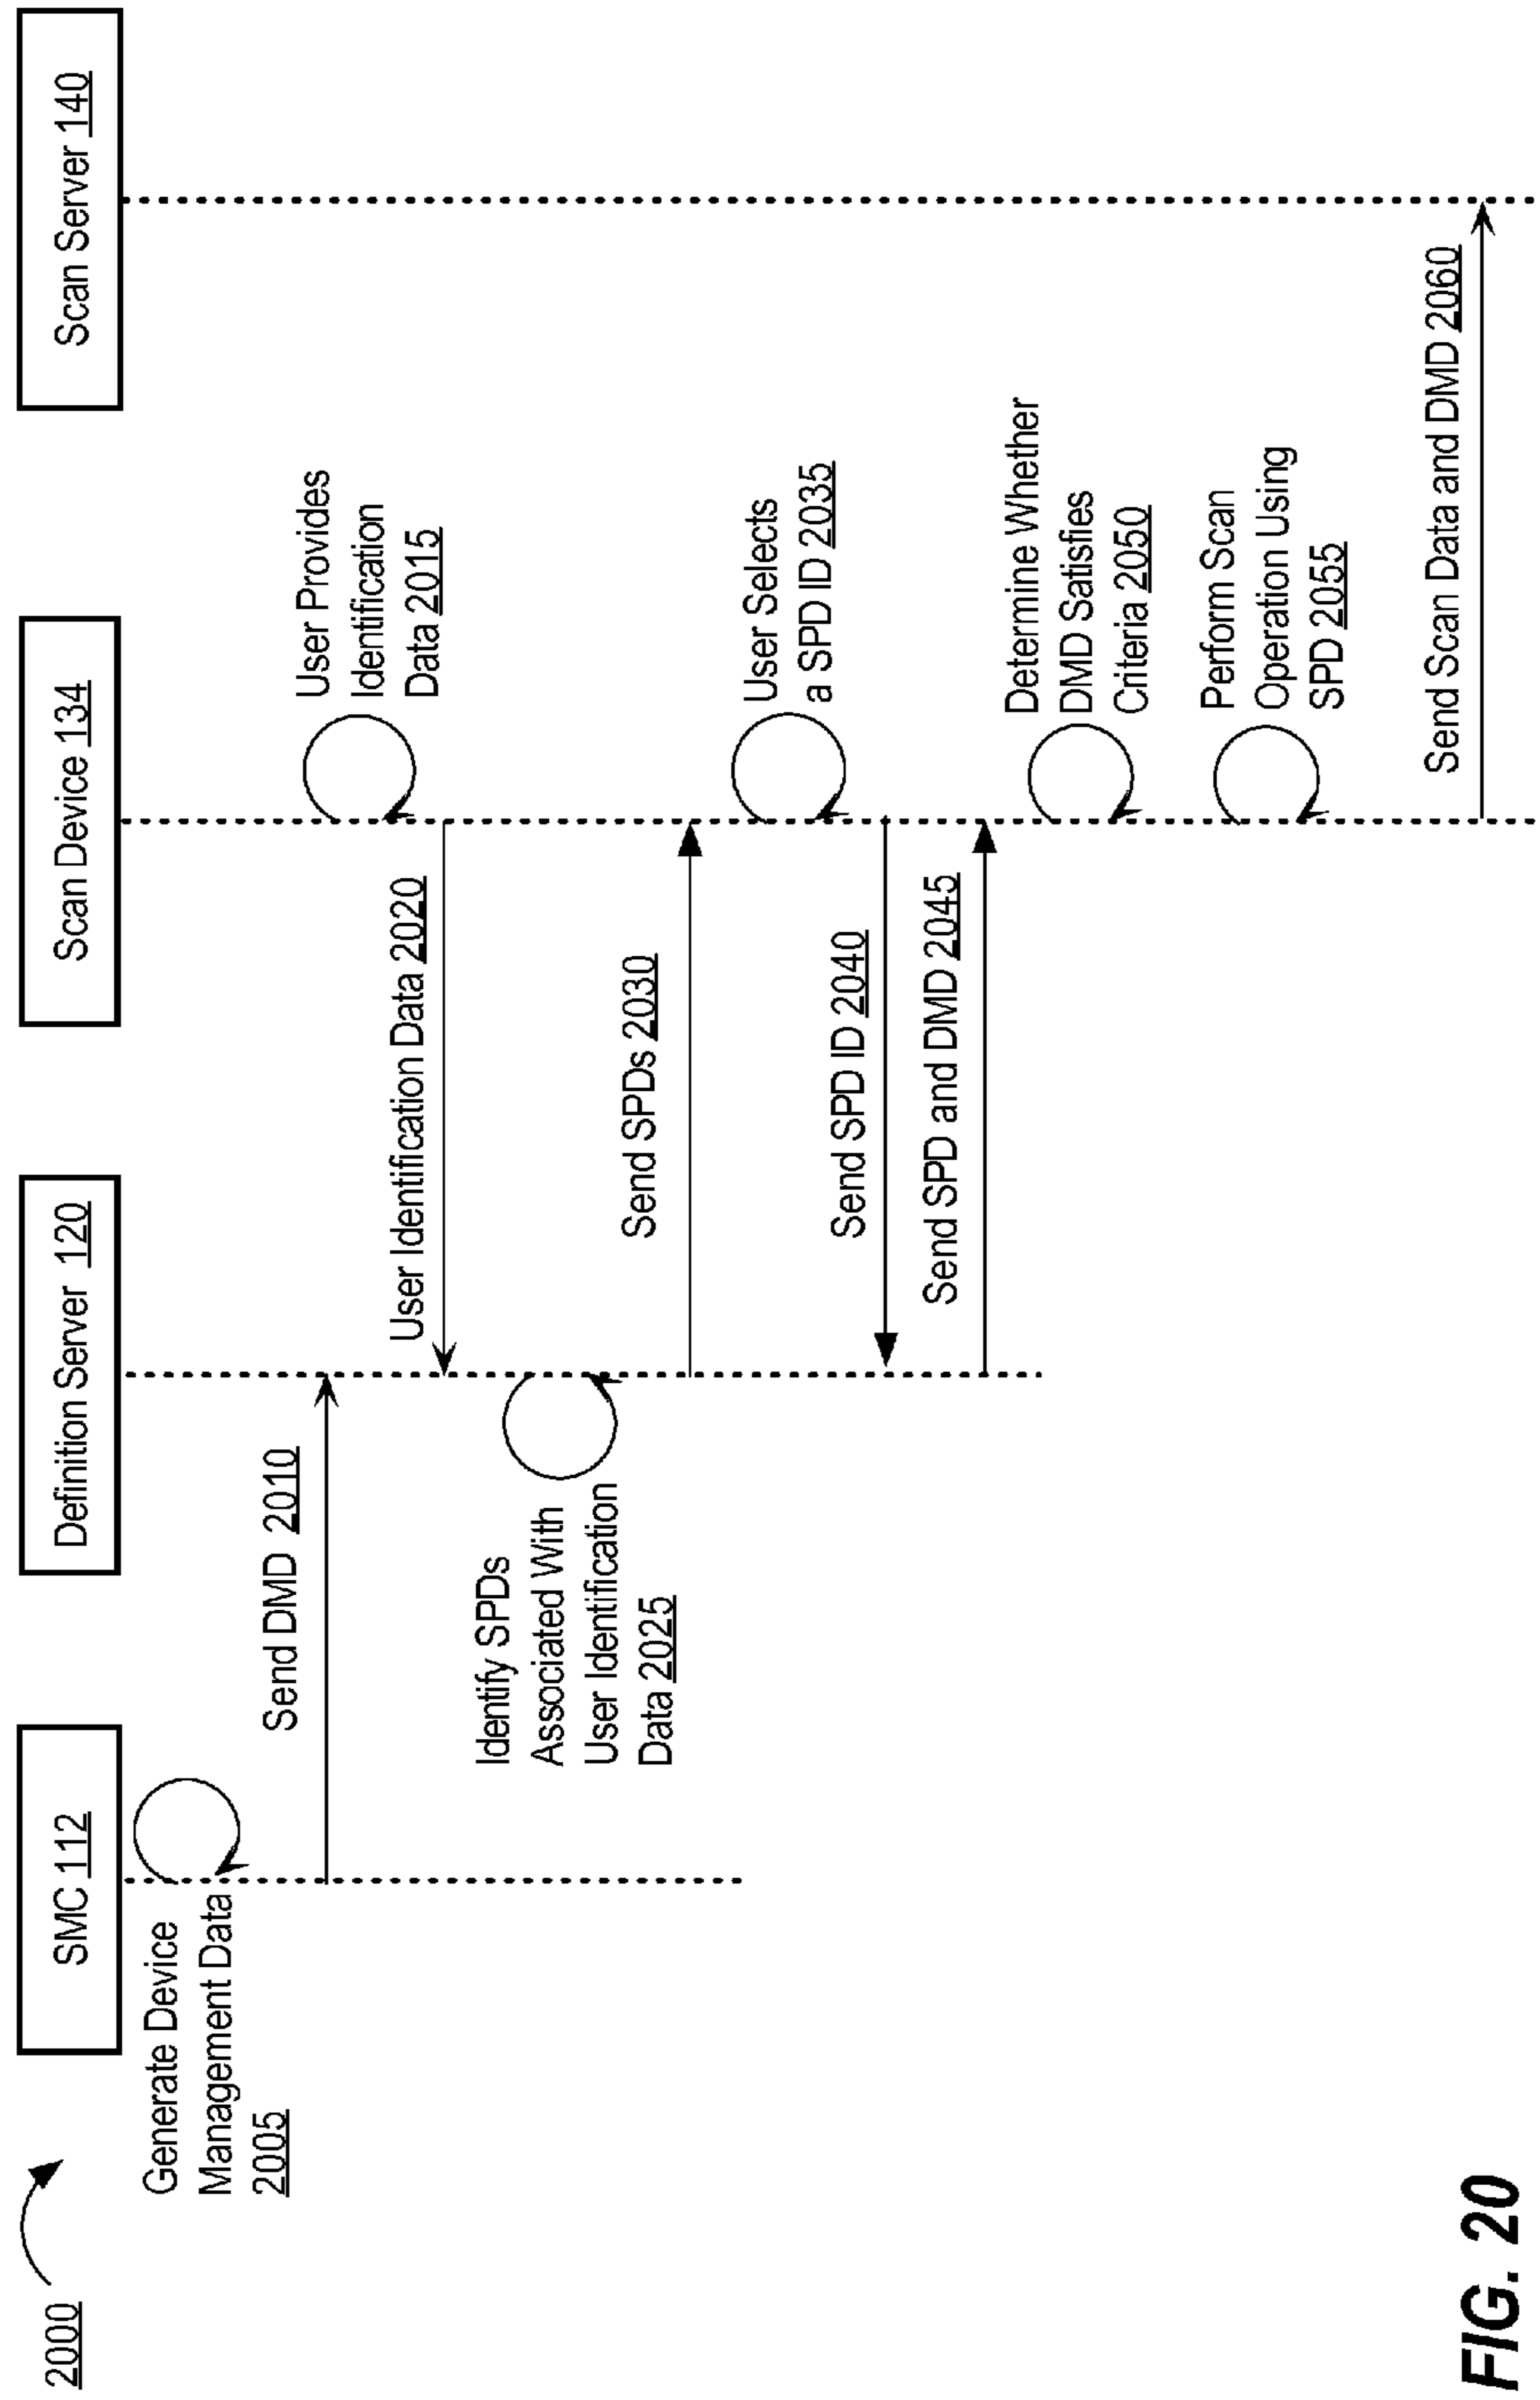 2000
SMC 112
Definition Server 120
Scan Device 134
Scan Server 140
Generate Device
Management Data
2005
Send DMD 2010
User Provides
Identification
Data 2015
User Identification Data 2020
Identify SPDs
Associated With
User Identification
Data 2025
Send SPDs 2030
User Selects
a SPD ID 2035
Send SPD ID 2040
Send SPD and DMD 2045
Determine Whether
DMD Satisfies
Criteria 2050
Perform Scan
Operation Using
SPD 2055
Send Scan Data and DMD 2060
FIG. 20